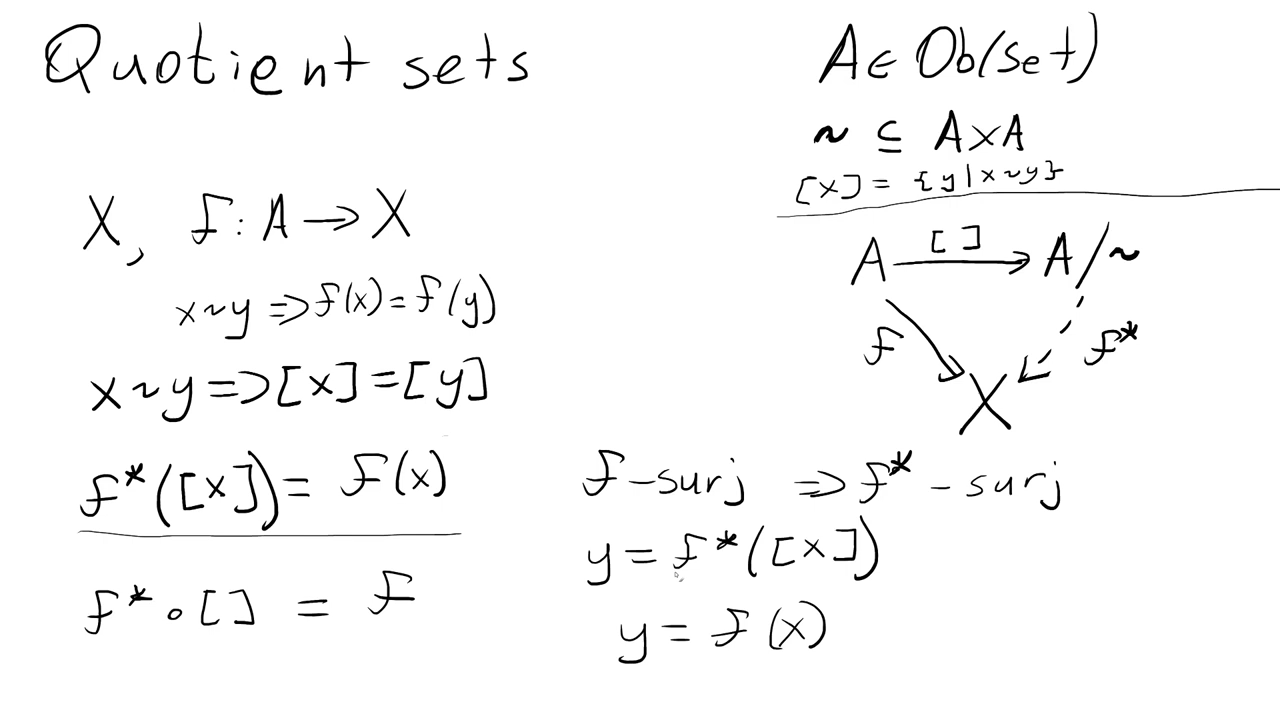 Quotient sets
X, f: A → X
x~y ⇒ f(x) = f(y)
x~y ⇒ [x] = [y]
f*([x]) = f(x)
f* ∘ [] = f
A ∈ Ob(Set)
~ ⊆ A×A
[x] = {y | x~y}
A [] → A/~
f f*
X
f - surj ⇒ f* - surj
y = f*([x])
y = f(x)